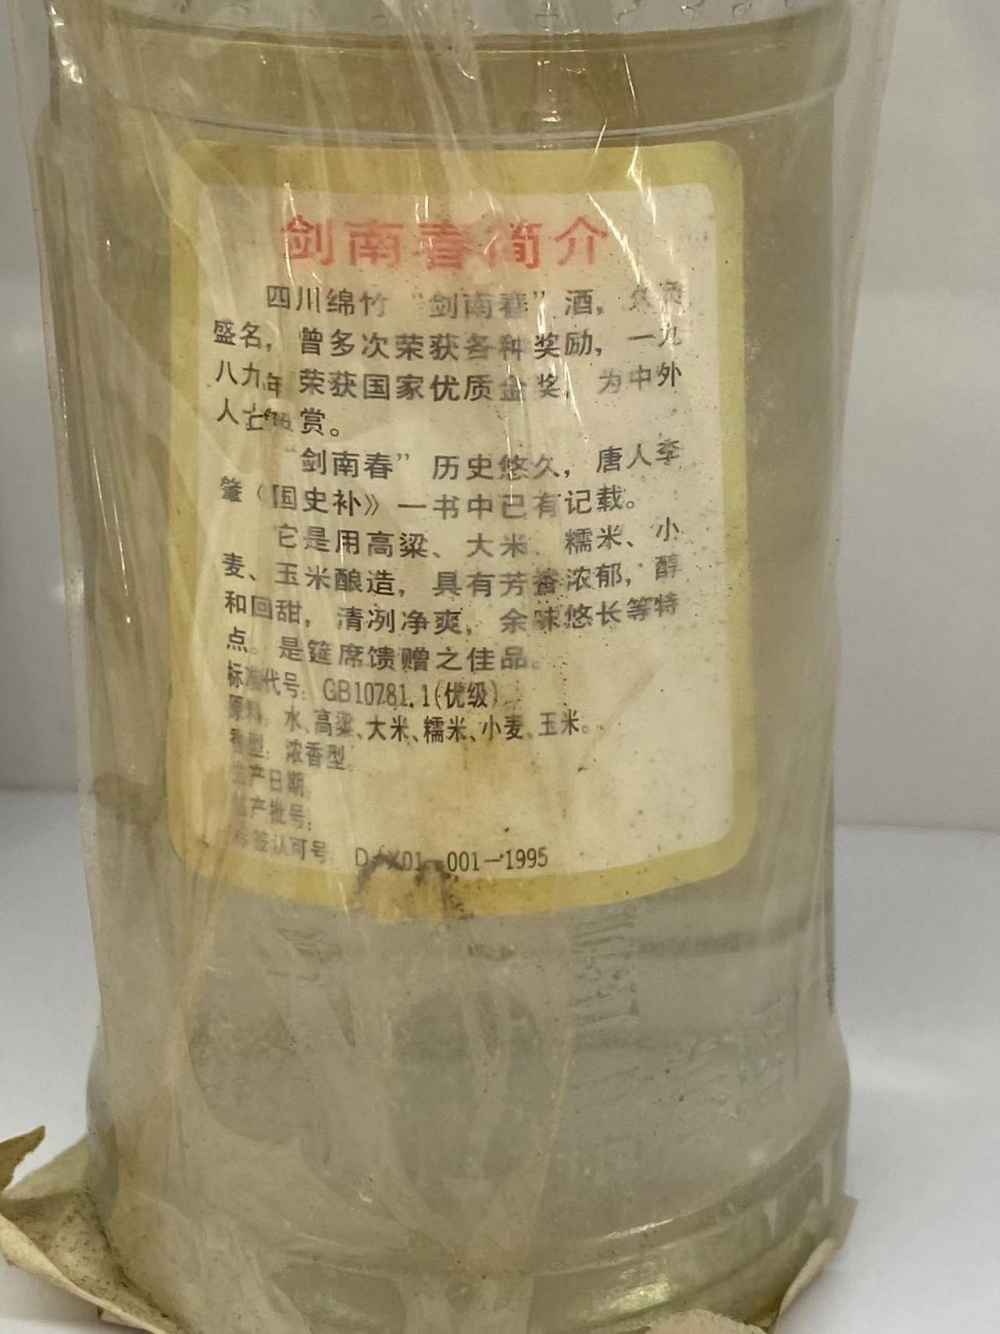 剑南春简介
四川绵竹“剑南春”酒，久负
盛名，曾多次荣获各种奖励，一九
八九年荣获国家优质金奖，为中外
人士 赏。
“剑南春”历史悠久，唐人李
肇《国史补》一书中已有记载。
它是用高粱、大米、糯米、小
麦、玉米酿造，具有芳香浓郁，醇
和回甜，清冽净爽，余味悠长等特
点。是筵席馈赠之佳品。
标准代号：GB10781.1(优级)
原料：水、高粱、大米、糯米、小麦、玉米。
香型：浓香型。
生产日期：
生产批号：
标签认可号： 01-001-1995